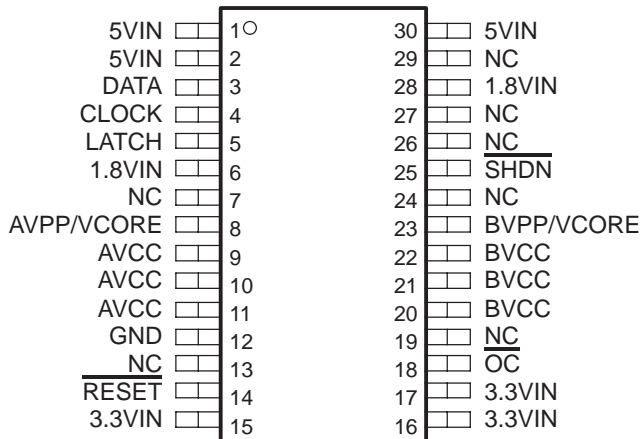 5VIN 1 30 5VIN
5VIN 2 29 NC
DATA 3 28 1.8VIN
CLOCK 4 27 NC
LATCH 5 26 NC
1.8VIN 6 25 SHDN
NC 7 24 NC
AVPP/VCORE 8 23 BVPP/VCORE
AVCC 9 22 BVCC
AVCC 10 21 BVCC
AVCC 11 20 BVCC
GND 12 19 NC
NC 13 18 OC
RESET 14 17 3.3VIN
3.3VIN 15 16 3.3VIN